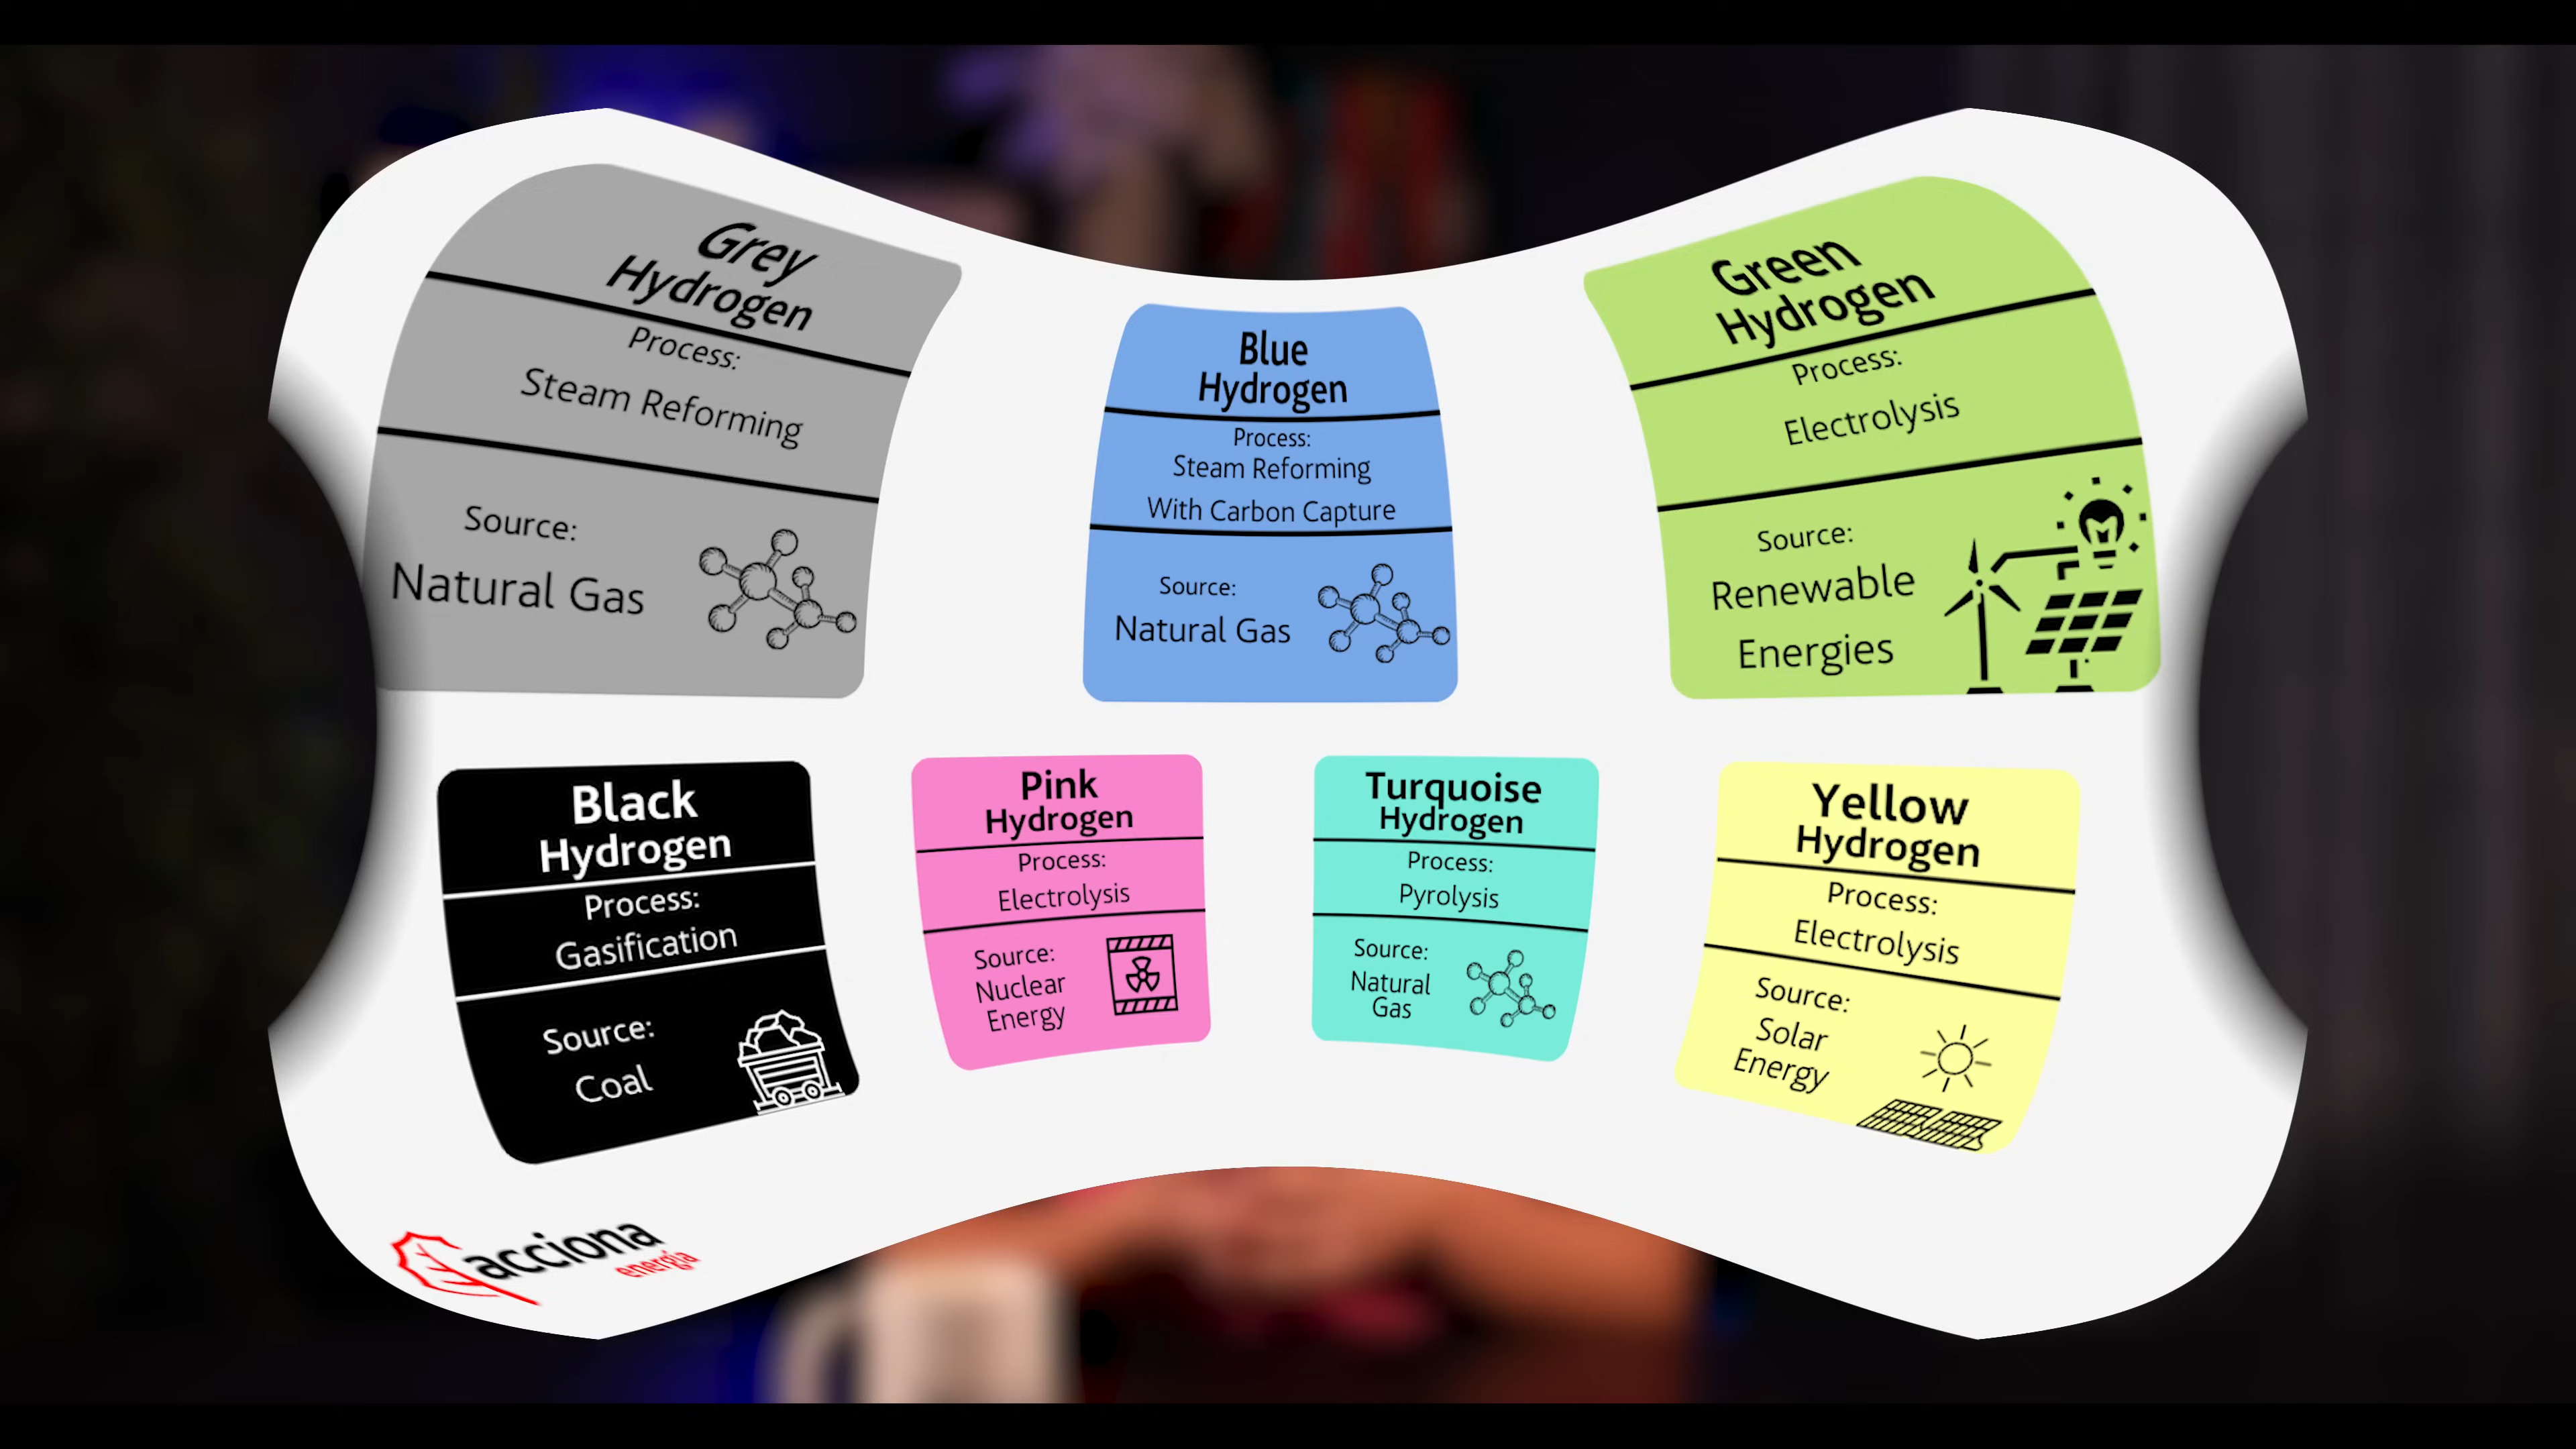 Grey
Hydrogen
Process:
Steam Reforming
Source:
Natural Gas
Blue
Hydrogen
Process:
Steam Reforming
With Carbon Capture
Source:
Natural Gas
Green
Hydrogen
Process:
Electrolysis
Source:
Renewable
Energies
Black
Hydrogen
Process:
Gasification
Source:
Coal
Pink
Hydrogen
Process:
Electrolysis
Source:
Nuclear
Energy
Turquoise
Hydrogen
Process:
Pyrolysis
Source:
Natural
Gas
Yellow
Hydrogen
Process:
Electrolysis
Source:
Solar
Energy
acciona
energía